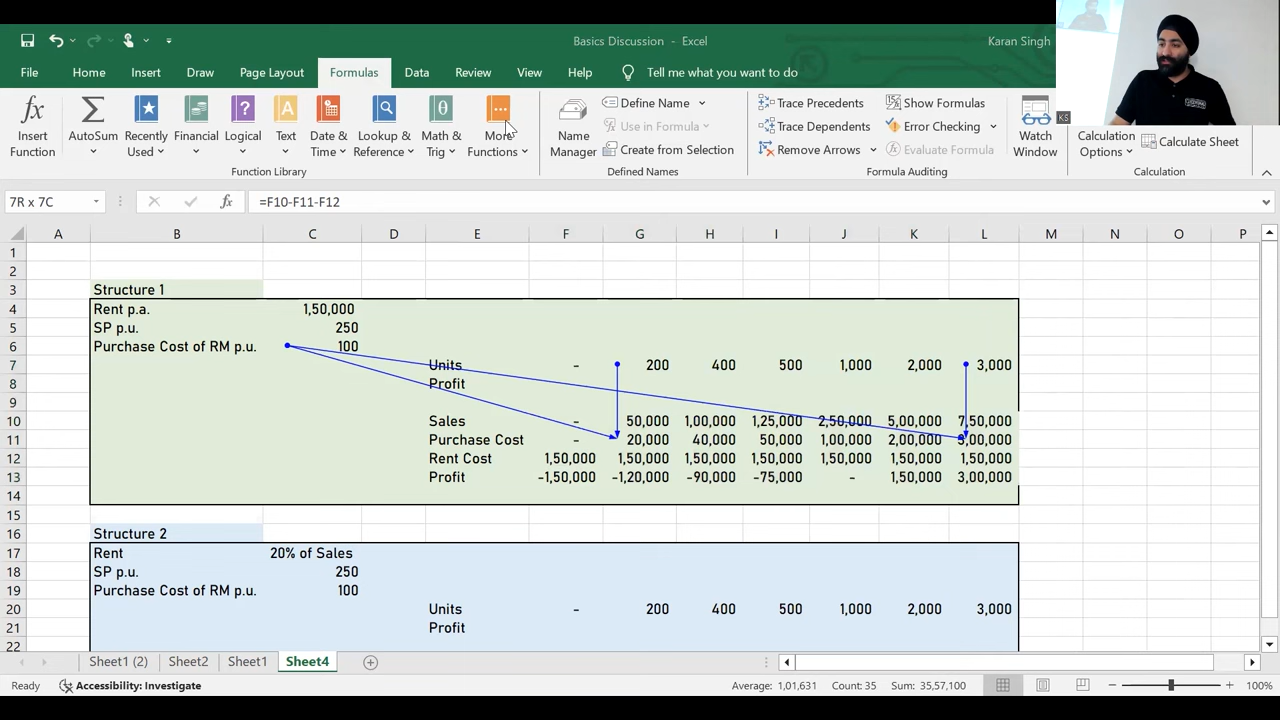 Basics Discussion - Excel
Karan Singh
File Home Insert Draw Page Layout Formulas Data Review View Help Tell me what you want to do
Insert Function
AutoSum
Recently Used
Financial
Logical
Text
Date & Time
Lookup & Reference
Math & Trig
More Functions
Function Library
Name Manager
Define Name
Use in Formula
Create from Selection
Defined Names
Trace Precedents
Trace Dependents
Remove Arrows
Show Formulas
Error Checking
Evaluate Formula
Formula Auditing
Watch Window
KS
Calculation Options
Calculate Sheet
Calculation
7R x 7C fx =F10-F11-F12
A B C D E F G H I J K L M N O P
1
2
3 Structure 1
4 Rent p.a. 1,50,000
5 SP p.u. 250
6 Purchase Cost of RM p.u. 100
7 Units - 200 400 500 1,000 2,000 3,000
8 Profit
9
10 Sales - 50,000 1,00,000 1,25,000 2,50,000 5,00,000 7,50,000
11 Purchase Cost - 20,000 40,000 50,000 1,00,000 2,00,000 3,00,000
12 Rent Cost 1,50,000 1,50,000 1,50,000 1,50,000 1,50,000 1,50,000 1,50,000
13 Profit -1,50,000 -1,20,000 -90,000 -75,000 - 1,50,000 3,00,000
14
15
16 Structure 2
17 Rent 20% of Sales
18 SP p.u. 250
19 Purchase Cost of RM p.u. 100
20 Units - 200 400 500 1,000 2,000 3,000
21 Profit
22
Sheet1 (2) Sheet2 Sheet1 Sheet4
Ready Accessibility: Investigate Average: 1,01,631 Count: 35 Sum: 35,57,100 100%